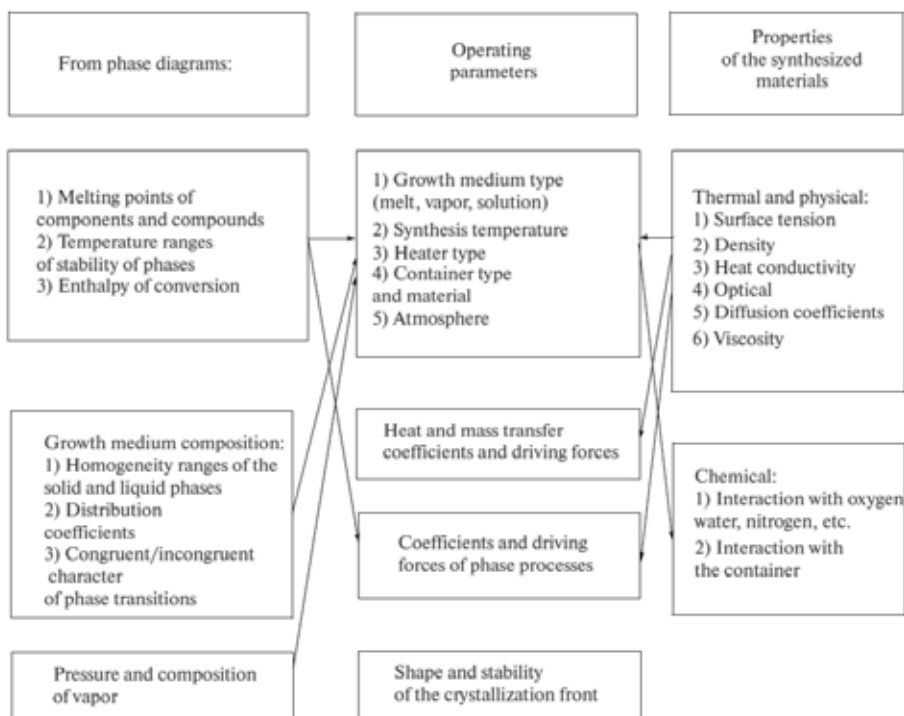 From phase diagrams:
Operating
parameters
Properties
of the synthesized
materials
1) Melting points of
components and compounds
2) Temperature ranges
of stability of phases
3) Enthalpy of conversion
1) Growth medium type
(melt, vapor, solution)
2) Synthesis temperature
3) Heater type
4) Container type
and material
5) Atmosphere
Thermal and physical:
1) Surface tension
2) Density
3) Heat conductivity
4) Optical
5) Diffusion coefficients
6) Viscosity
Growth medium composition:
1) Homogeneity ranges of the
solid and liquid phases
2) Distribution
coefficients
3) Congruent/incongruent
character
of phase transitions
Heat and mass transfer
coefficients and driving forces
Coefficients and driving
forces of phase processes
Chemical:
1) Interaction with oxygen
water, nitrogen, etc.
2) Interaction with
the container
Pressure and composition
of vapor
Shape and stability
of the crystallization front